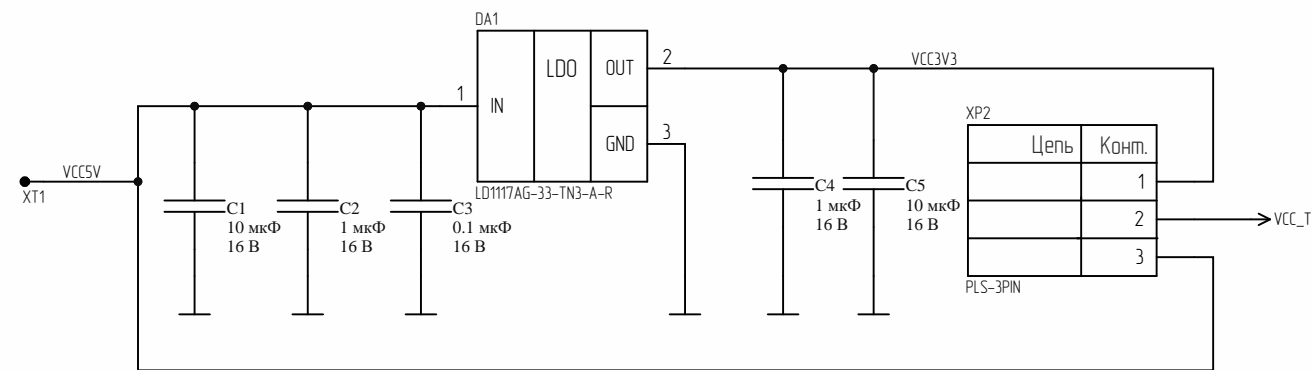 DA1
LDO
OUT
2
VCC3V3
1
IN
XP2
3
GND
Цепь
Конт.
VCC5V
XT1
LD1117AG-33-TN3-A-R
1
C1
10 мкФ
16 В
C2
1 мкФ
16 В
C3
0.1 мкФ
16 В
C4
1 мкФ
16 В
C5
10 мкФ
16 В
2
VCC_T
3
PLS-3PIN